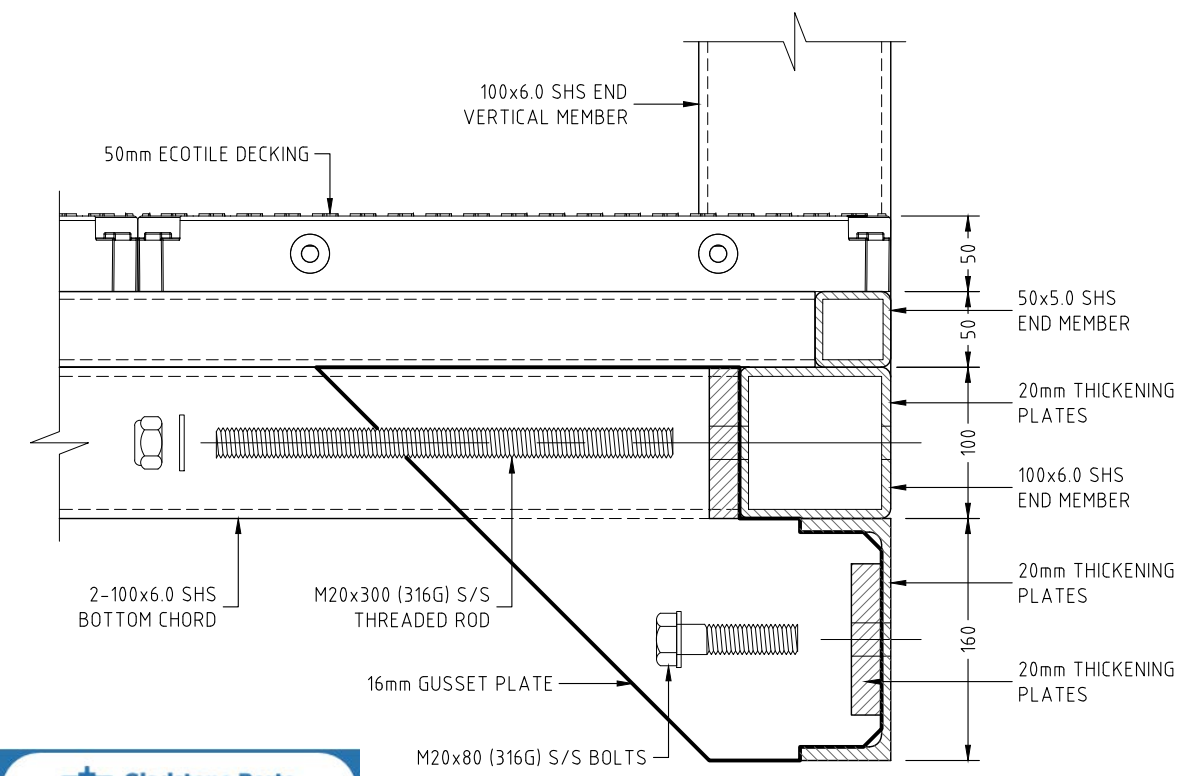 100x6.0 SHS END
VERTICAL MEMBER
50mm ECOTILE DECKING
50
50x5.0 SHS
END MEMBER
50
20mm THICKENING
PLATES
100
100x6.0 SHS
END MEMBER
2-100x6.0 SHS
BOTTOM CHORD
M20x300 (316G) S/S
THREADED ROD
20mm THICKENING
PLATES
160
16mm GUSSET PLATE
20mm THICKENING
PLATES
M20x80 (316G) S/S BOLTS